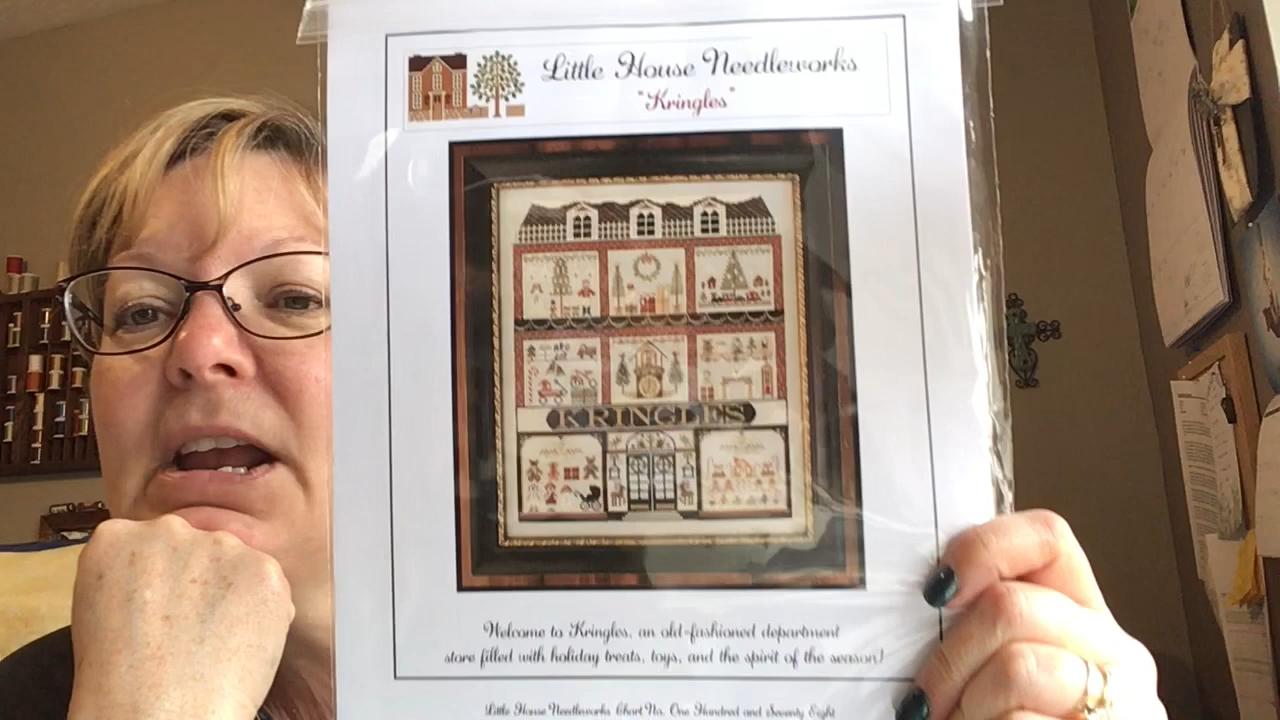 Little House Needleworks
"Kringles"
KRINGLES
Welcome to Kringles, an old-fashioned department
store filled with holiday treats, toys, and the spirit of the season!
Little House Needleworks Chart No. One Hundred and Seventy Eight